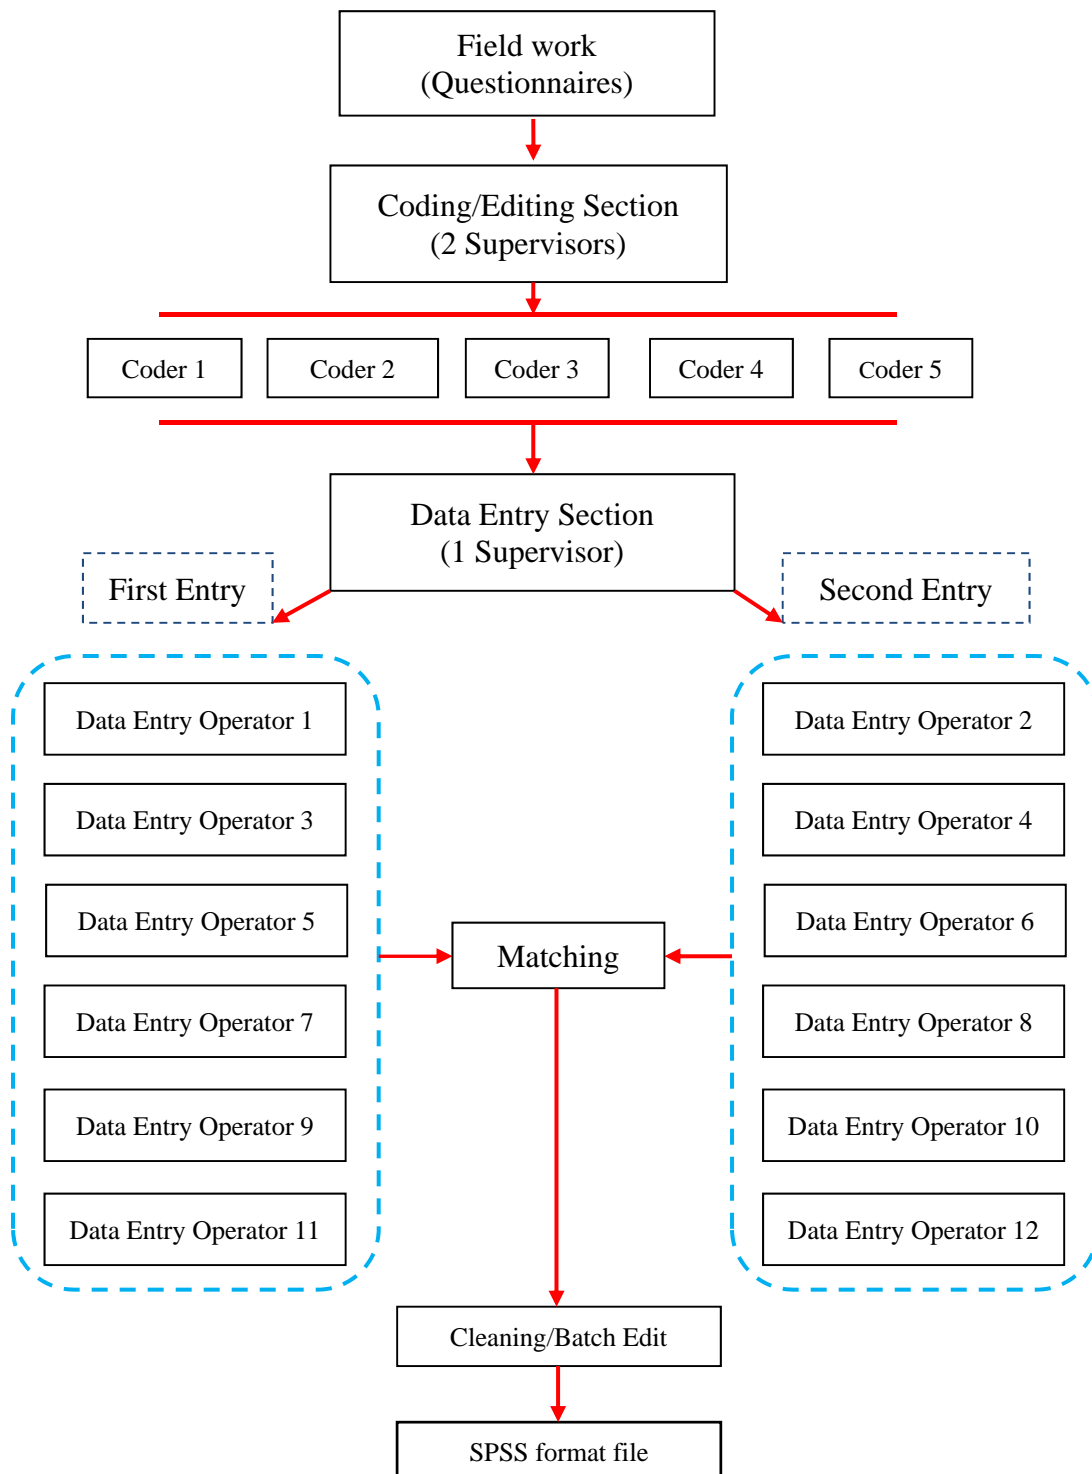 Field work
(Questionnaires)
Coding/Editing Section
(2 Supervisors)
Coder 1
Coder 2
Coder 3
Coder 4
Coder 5
Data Entry Section
(1 Supervisor)
First Entry
Second Entry
Data Entry Operator 1
Data Entry Operator 2
Data Entry Operator 3
Data Entry Operator 4
Data Entry Operator 5
Data Entry Operator 6
Matching
Data Entry Operator 7
Data Entry Operator 8
Data Entry Operator 9
Data Entry Operator 10
Data Entry Operator 11
Data Entry Operator 12
Cleaning/Batch Edit
SPSS format file